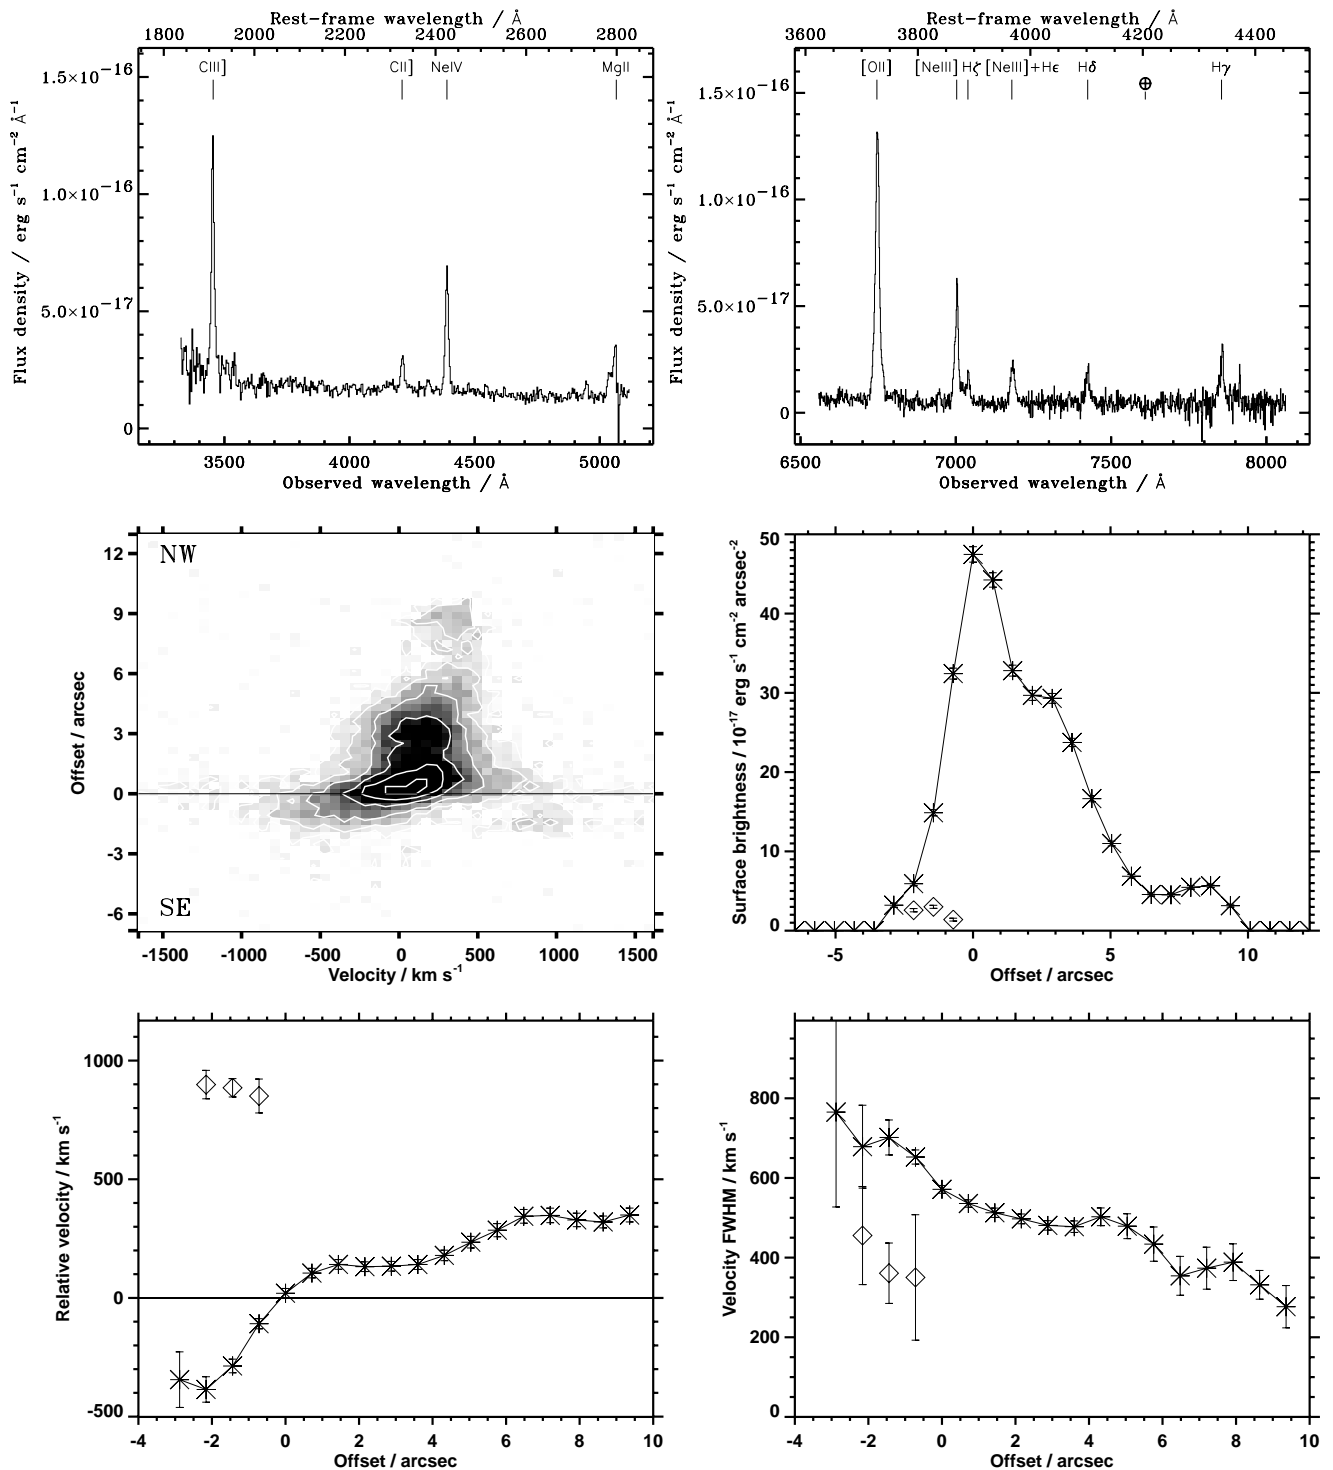 Rest-frame wavelength / Å
1800 2000 2200 2400 2600 2800
CIII] CII] NeIV MgII
1.5×10⁻¹⁶
1.0×10⁻¹⁶
5.0×10⁻¹⁷
0
Flux density / erg s⁻¹ cm⁻² Å⁻¹
3500 4000 4500 5000
Observed wavelength / Å
Rest-frame wavelength / Å
3600 3800 4000 4200 4400
[OII] [NeIII] Hζ [NeIII]+Hε Hδ ⊕ Hγ
1.5×10⁻¹⁶
1.0×10⁻¹⁶
5.0×10⁻¹⁷
0
Flux density / erg s⁻¹ cm⁻² Å⁻¹
6500 7000 7500 8000
Observed wavelength / Å
NW
SE
12
9
6
3
0
-3
-6
Offset / arcsec
-1500 -1000 -500 0 500 1000 1500
Velocity / km s⁻¹
50
40
30
20
10
0
Surface brightness / 10⁻¹⁷ erg s⁻¹ cm⁻² arcsec⁻²
-5 0 5 10
Offset / arcsec
1000
500
0
-500
Relative velocity / km s⁻¹
-4 -2 0 2 4 6 8 10
Offset / arcsec
800
600
400
200
0
Velocity FWHM / km s⁻¹
-4 -2 0 2 4 6 8 10
Offset / arcsec